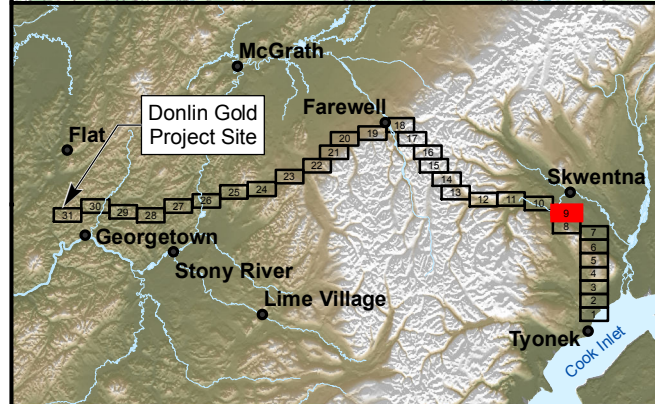 McGrath
Donlin Gold
Project Site
Farewell
Flat
18
19
17
20
16
21
15
22
14
23
13
24
25
26
27
28
29
30
31
12
11
10
Skwentna
9
8
7
6
5
4
3
2
1
Georgetown
Stony River
Lime Village
Tyonek
Cook Inlet